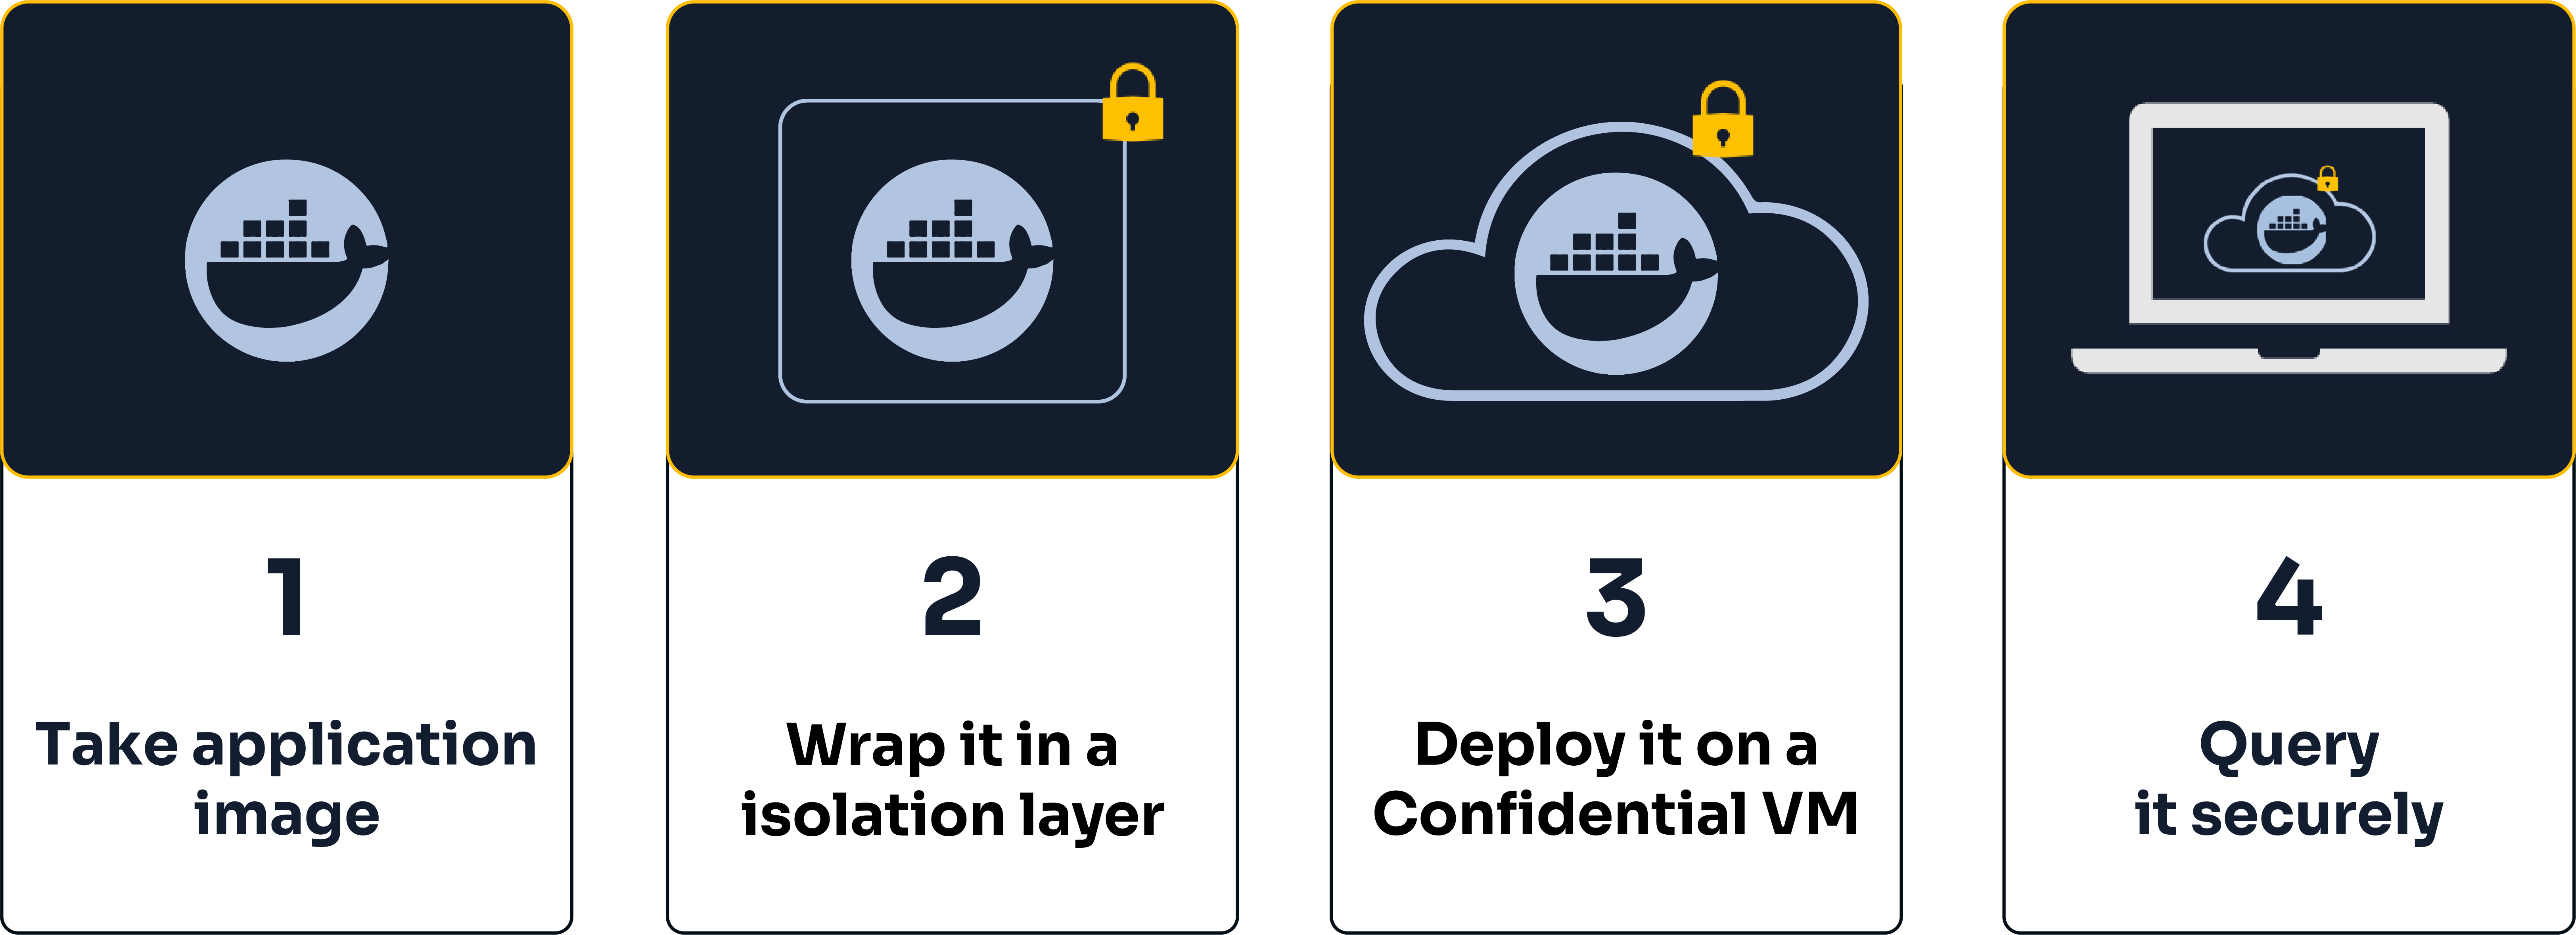 1
Take application
image
2
Wrap it in a
isolation layer
3
Deploy it on a
Confidential VM
4
Query
it securely